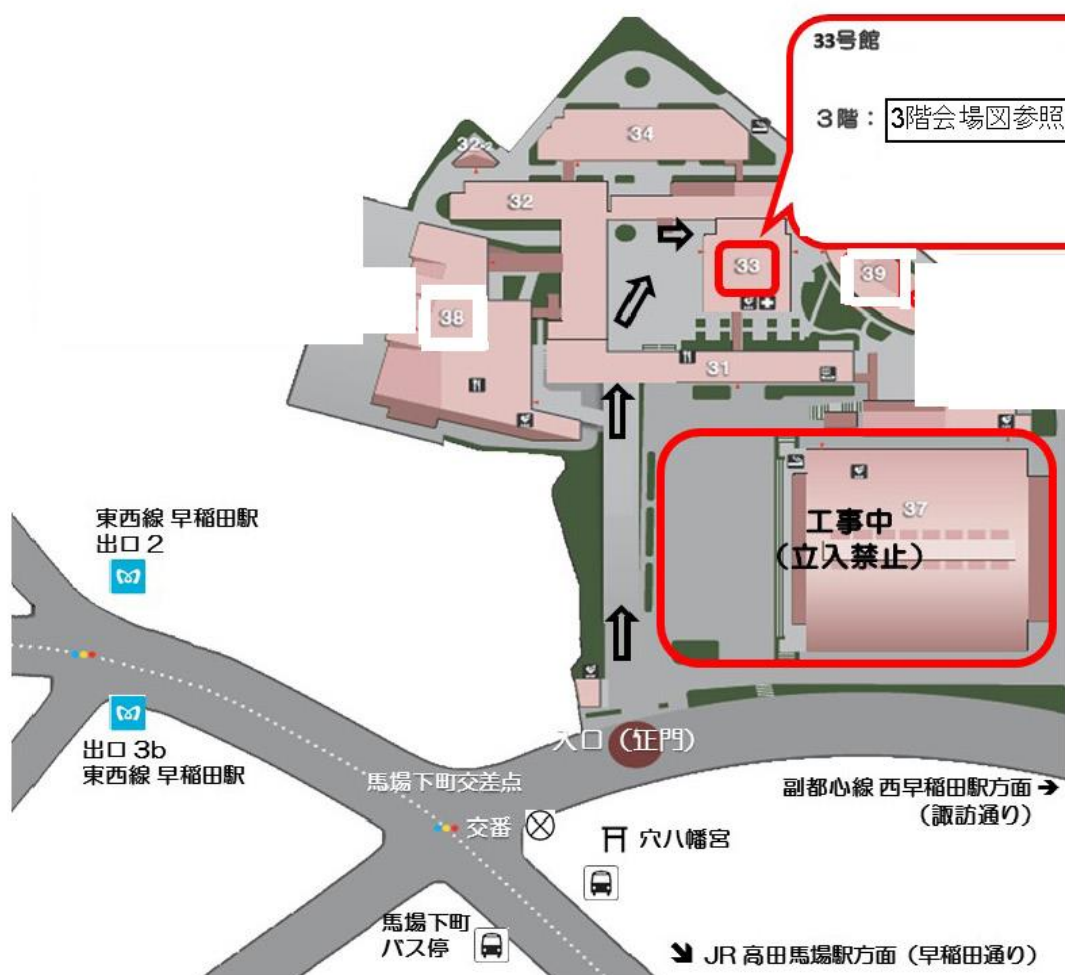 33号館
3階： 3階会場図参照
34
32-2
32
33
39
38
31
37
工事中
（立入禁止）
東西線 早稲田駅
出口 2
出口 3b
東西線 早稲田駅
入口（正門）
馬場下町交差点
交番
穴八幡宮
副都心線 西早稲田駅方面 ➔
（諏訪通り）
馬場下町
バス停
➘ JR 高田馬場駅方面（早稲田通り）